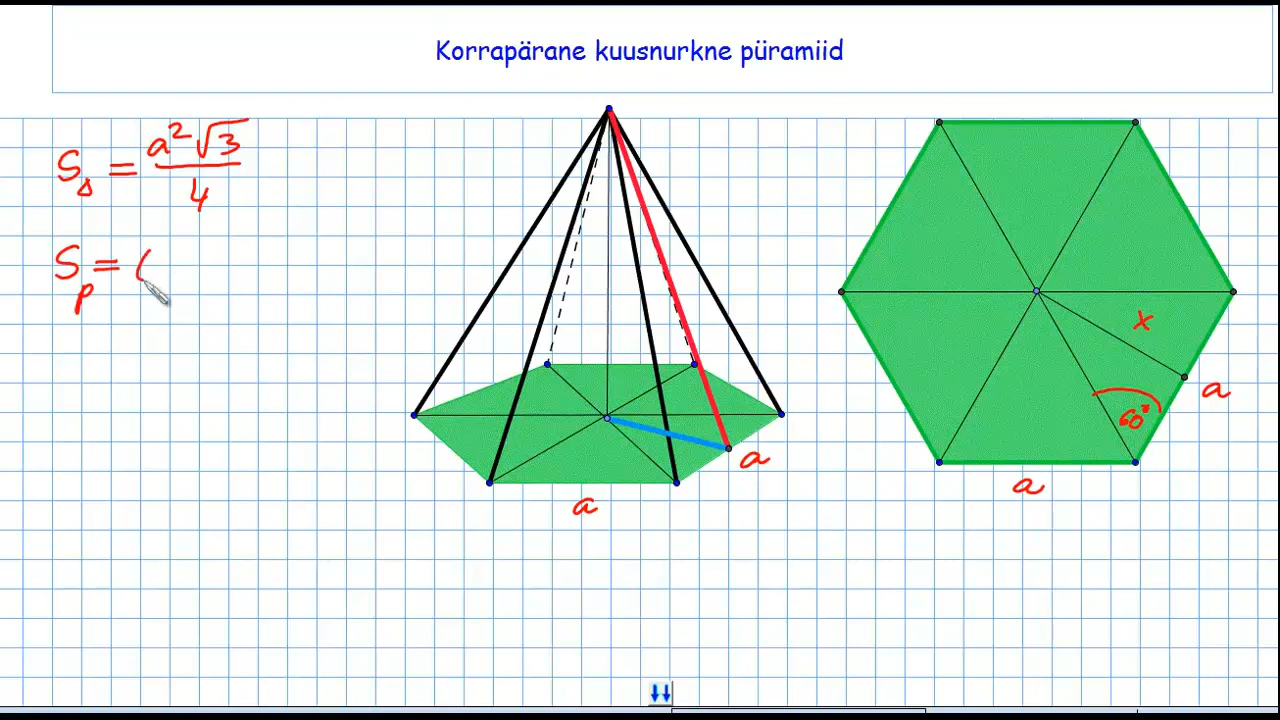 Korrapärane kuusnurkne püramiid
S△ = a²√3/4
Sp = (
x
a
60°
a
a
a